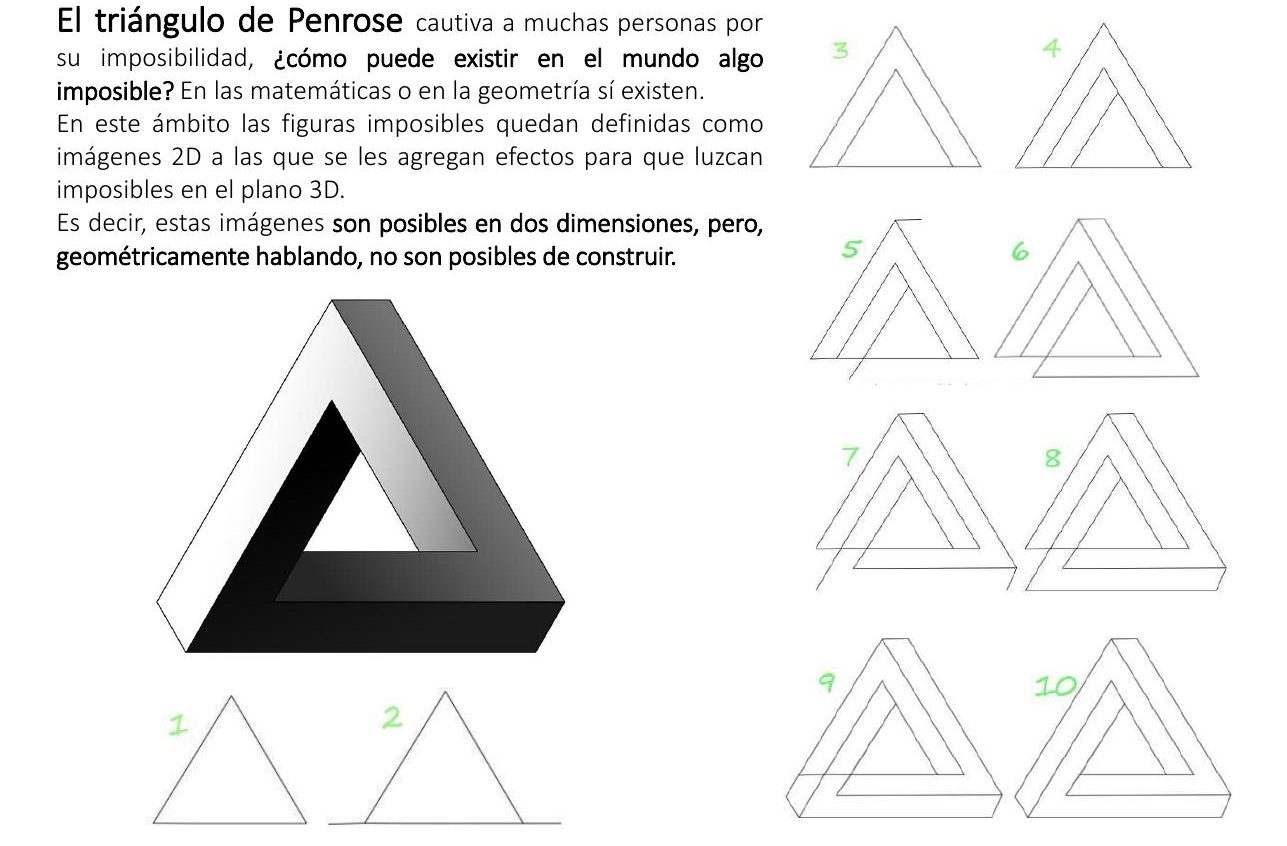 El triángulo de Penrose cautiva a muchas personas por
su imposibilidad, ¿cómo puede existir en el mundo algo
imposible? En las matemáticas o en la geometría sí existen.
En este ámbito las figuras imposibles quedan definidas como
imágenes 2D a las que se les agregan efectos para que luzcan
imposibles en el plano 3D.
Es decir, estas imágenes son posibles en dos dimensiones, pero,
geométricamente hablando, no son posibles de construir.
1
2
3
4
5
6
7
8
9
10